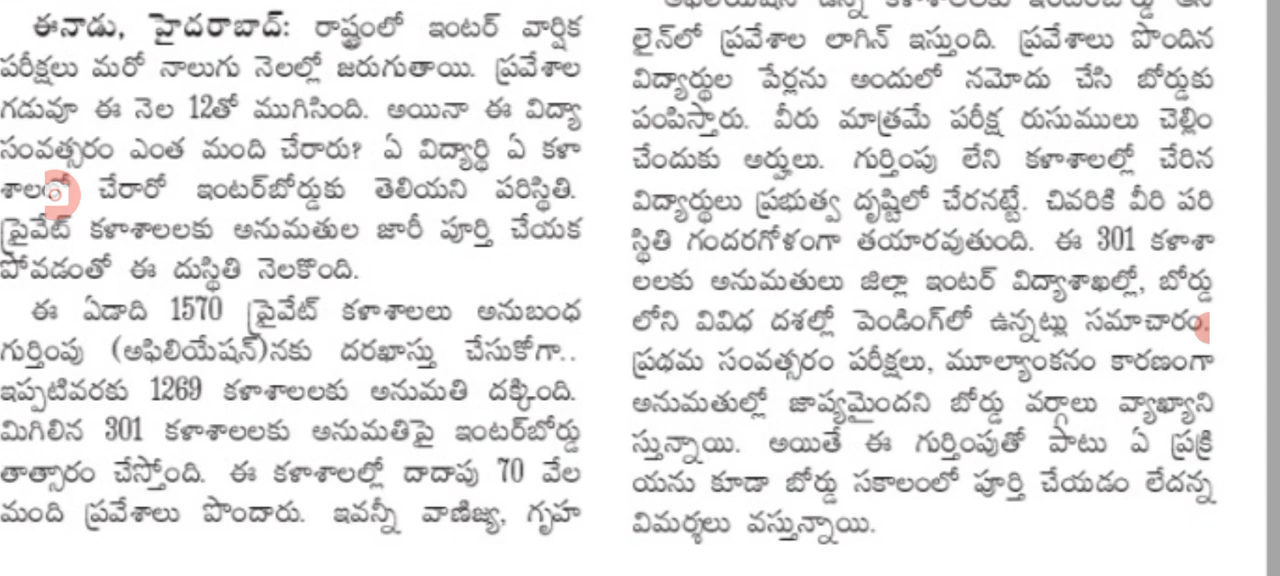 ఈనాడు, హైదరాబాద్: రాష్ట్రంలో ఇంటర్ వార్షిక
పరీక్షలు మరో నాలుగు నెలల్లో జరుగుతాయి. ప్రవేశాల
గడువూ ఈ నెల 12తో ముగిసింది. అయినా ఈ విద్యా
సంవత్సరం ఎంత మంది చేరారు? ఏ విద్యార్థి ఏ కళా
శాలలో చేరారో ఇంటర్‌బోర్డుకు తెలియని పరిస్థితి.
ప్రైవేట్ కళాశాలలకు అనుమతుల జారీ పూర్తి చేయక
పోవడంతో ఈ దుస్థితి నెలకొంది.
ఈ ఏడాది 1570 ప్రైవేట్ కళాశాలలు అనుబంధ
గుర్తింపు (అఫిలియేషన్)నకు దరఖాస్తు చేసుకోగా..
ఇప్పటివరకు 1269 కళాశాలలకు అనుమతి దక్కింది.
మిగిలిన 301 కళాశాలలకు అనుమతిపై ఇంటర్‌బోర్డు
తాత్సారం చేస్తోంది. ఈ కళాశాలల్లో దాదాపు 70 వేల
మంది ప్రవేశాలు పొందారు. ఇవన్నీ వాణిజ్య, గృహ
లైన్‌లో ప్రవేశాల లాగిన్ ఇస్తుంది. ప్రవేశాలు పొందిన
విద్యార్థుల పేర్లను అందులో నమోదు చేసి బోర్డుకు
పంపిస్తారు. వీరు మాత్రమే పరీక్ష రుసుములు చెల్లిం
చేందుకు అర్హులు. గుర్తింపు లేని కళాశాలల్లో చేరిన
విద్యార్థులు ప్రభుత్వ దృష్టిలో చేరనట్టే. చివరికి వీరి పరి
స్థితి గందరగోళంగా తయారవుతుంది. ఈ 301 కళాశా
లలకు అనుమతులు జిల్లా ఇంటర్ విద్యాశాఖల్లో, బోర్డు
లోని వివిధ దశల్లో పెండింగ్‌లో ఉన్నట్లు సమాచారం.
ప్రథమ సంవత్సరం పరీక్షలు, మూల్యాంకనం కారణంగా
అనుమతుల్లో జాప్యమైందని బోర్డు వర్గాలు వ్యాఖ్యాని
స్తున్నాయి. అయితే ఈ గుర్తింపుతో పాటు ఏ ప్రక్రి
యను కూడా బోర్డు సకాలంలో పూర్తి చేయడం లేదన్న
విమర్శలు వస్తున్నాయి.